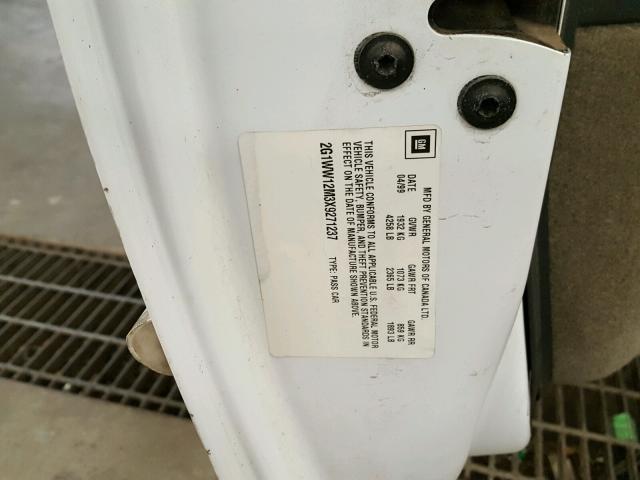 GM
MFD BY GENERAL MOTORS OF CANADA LTD.
DATE GVWR GAWR FRT GAWR RR
04/99 1932 KG 1073 KG 859 KG
4258 LB 2365 LB 1893 LB
THIS VEHICLE CONFORMS TO ALL APPLICABLE U.S. FEDERAL MOTOR
VEHICLE SAFETY, BUMPER, AND THEFT PREVENTION STANDARDS IN
EFFECT ON THE DATE OF MANUFACTURE SHOWN ABOVE.
2G1WW12M3X9271237 TYPE: PASS CAR